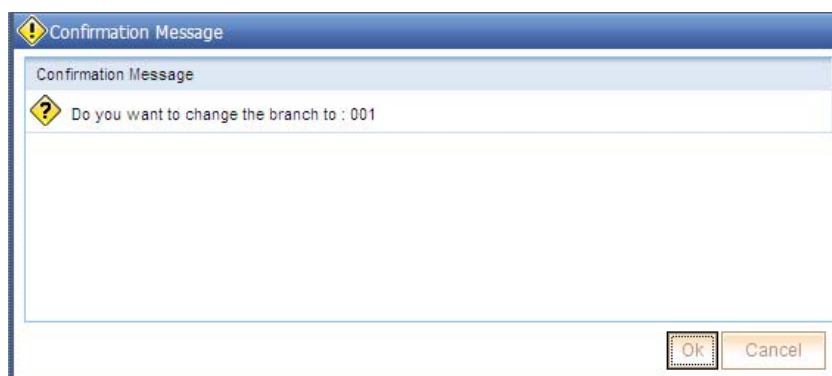 Confirmation Message
Confirmation Message
Do you want to change the branch to : 001
Ok Cancel